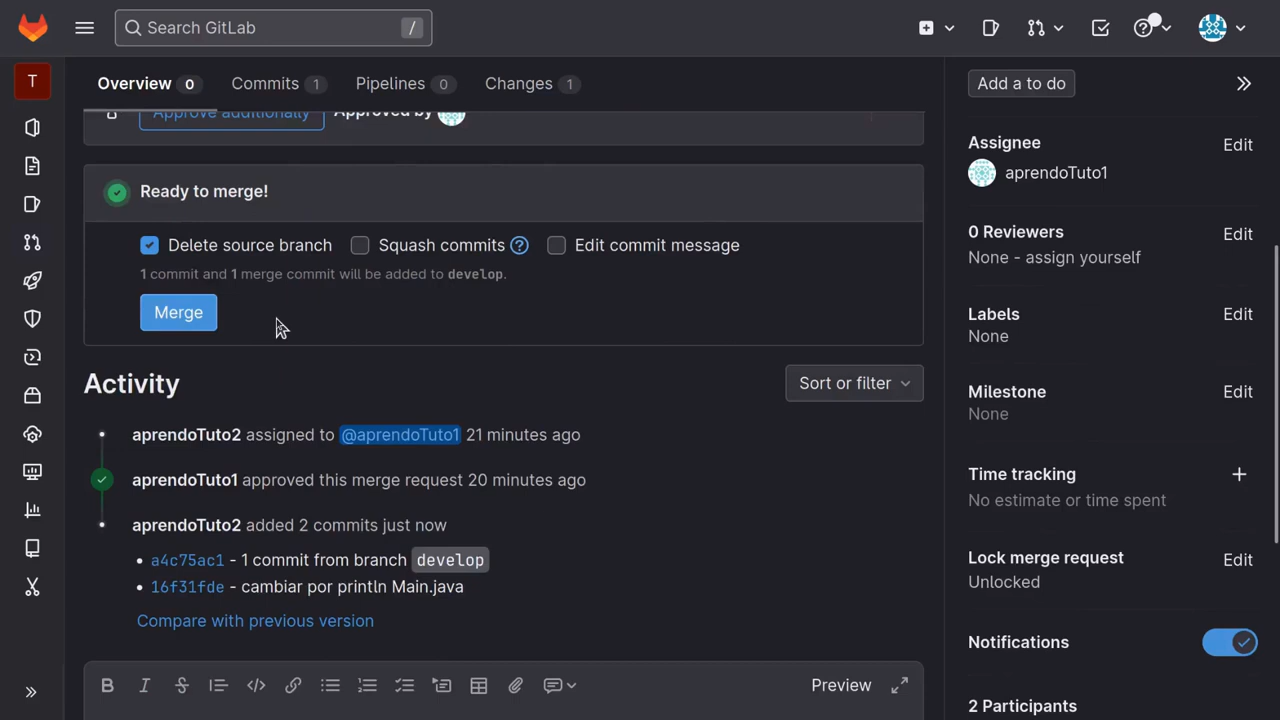 Search GitLab /
T
Overview 0 Commits 1 Pipelines 0 Changes 1
Add a to do
Approve additionally Approved by
Assignee Edit
aprendoTuto1
Ready to merge!
0 Reviewers Edit
None - assign yourself
Delete source branch Squash commits ? Edit commit message
1 commit and 1 merge commit will be added to develop.
Merge
Labels Edit
None
Activity Sort or filter
Milestone Edit
None
aprendoTuto2 assigned to @aprendoTuto1 21 minutes ago
aprendoTuto1 approved this merge request 20 minutes ago
Time tracking
No estimate or time spent
aprendoTuto2 added 2 commits just now
a4c75ac1 - 1 commit from branch develop
16f31fde - cambiar por println Main.java
Compare with previous version
Lock merge request Edit
Unlocked
Notifications
B I S Preview
2 Participants